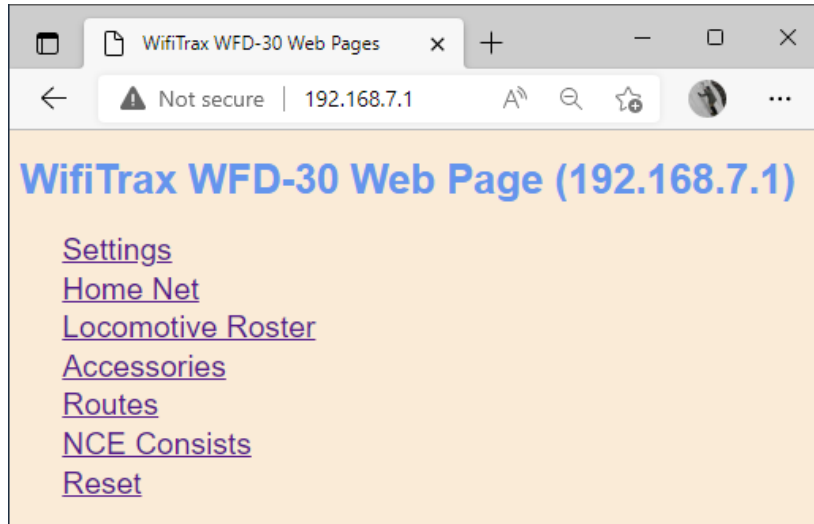 WifiTrax WFD-30 Web Pages
Not secure | 192.168.7.1
WifiTrax WFD-30 Web Page (192.168.7.1)
Settings
Home Net
Locomotive Roster
Accessories
Routes
NCE Consists
Reset